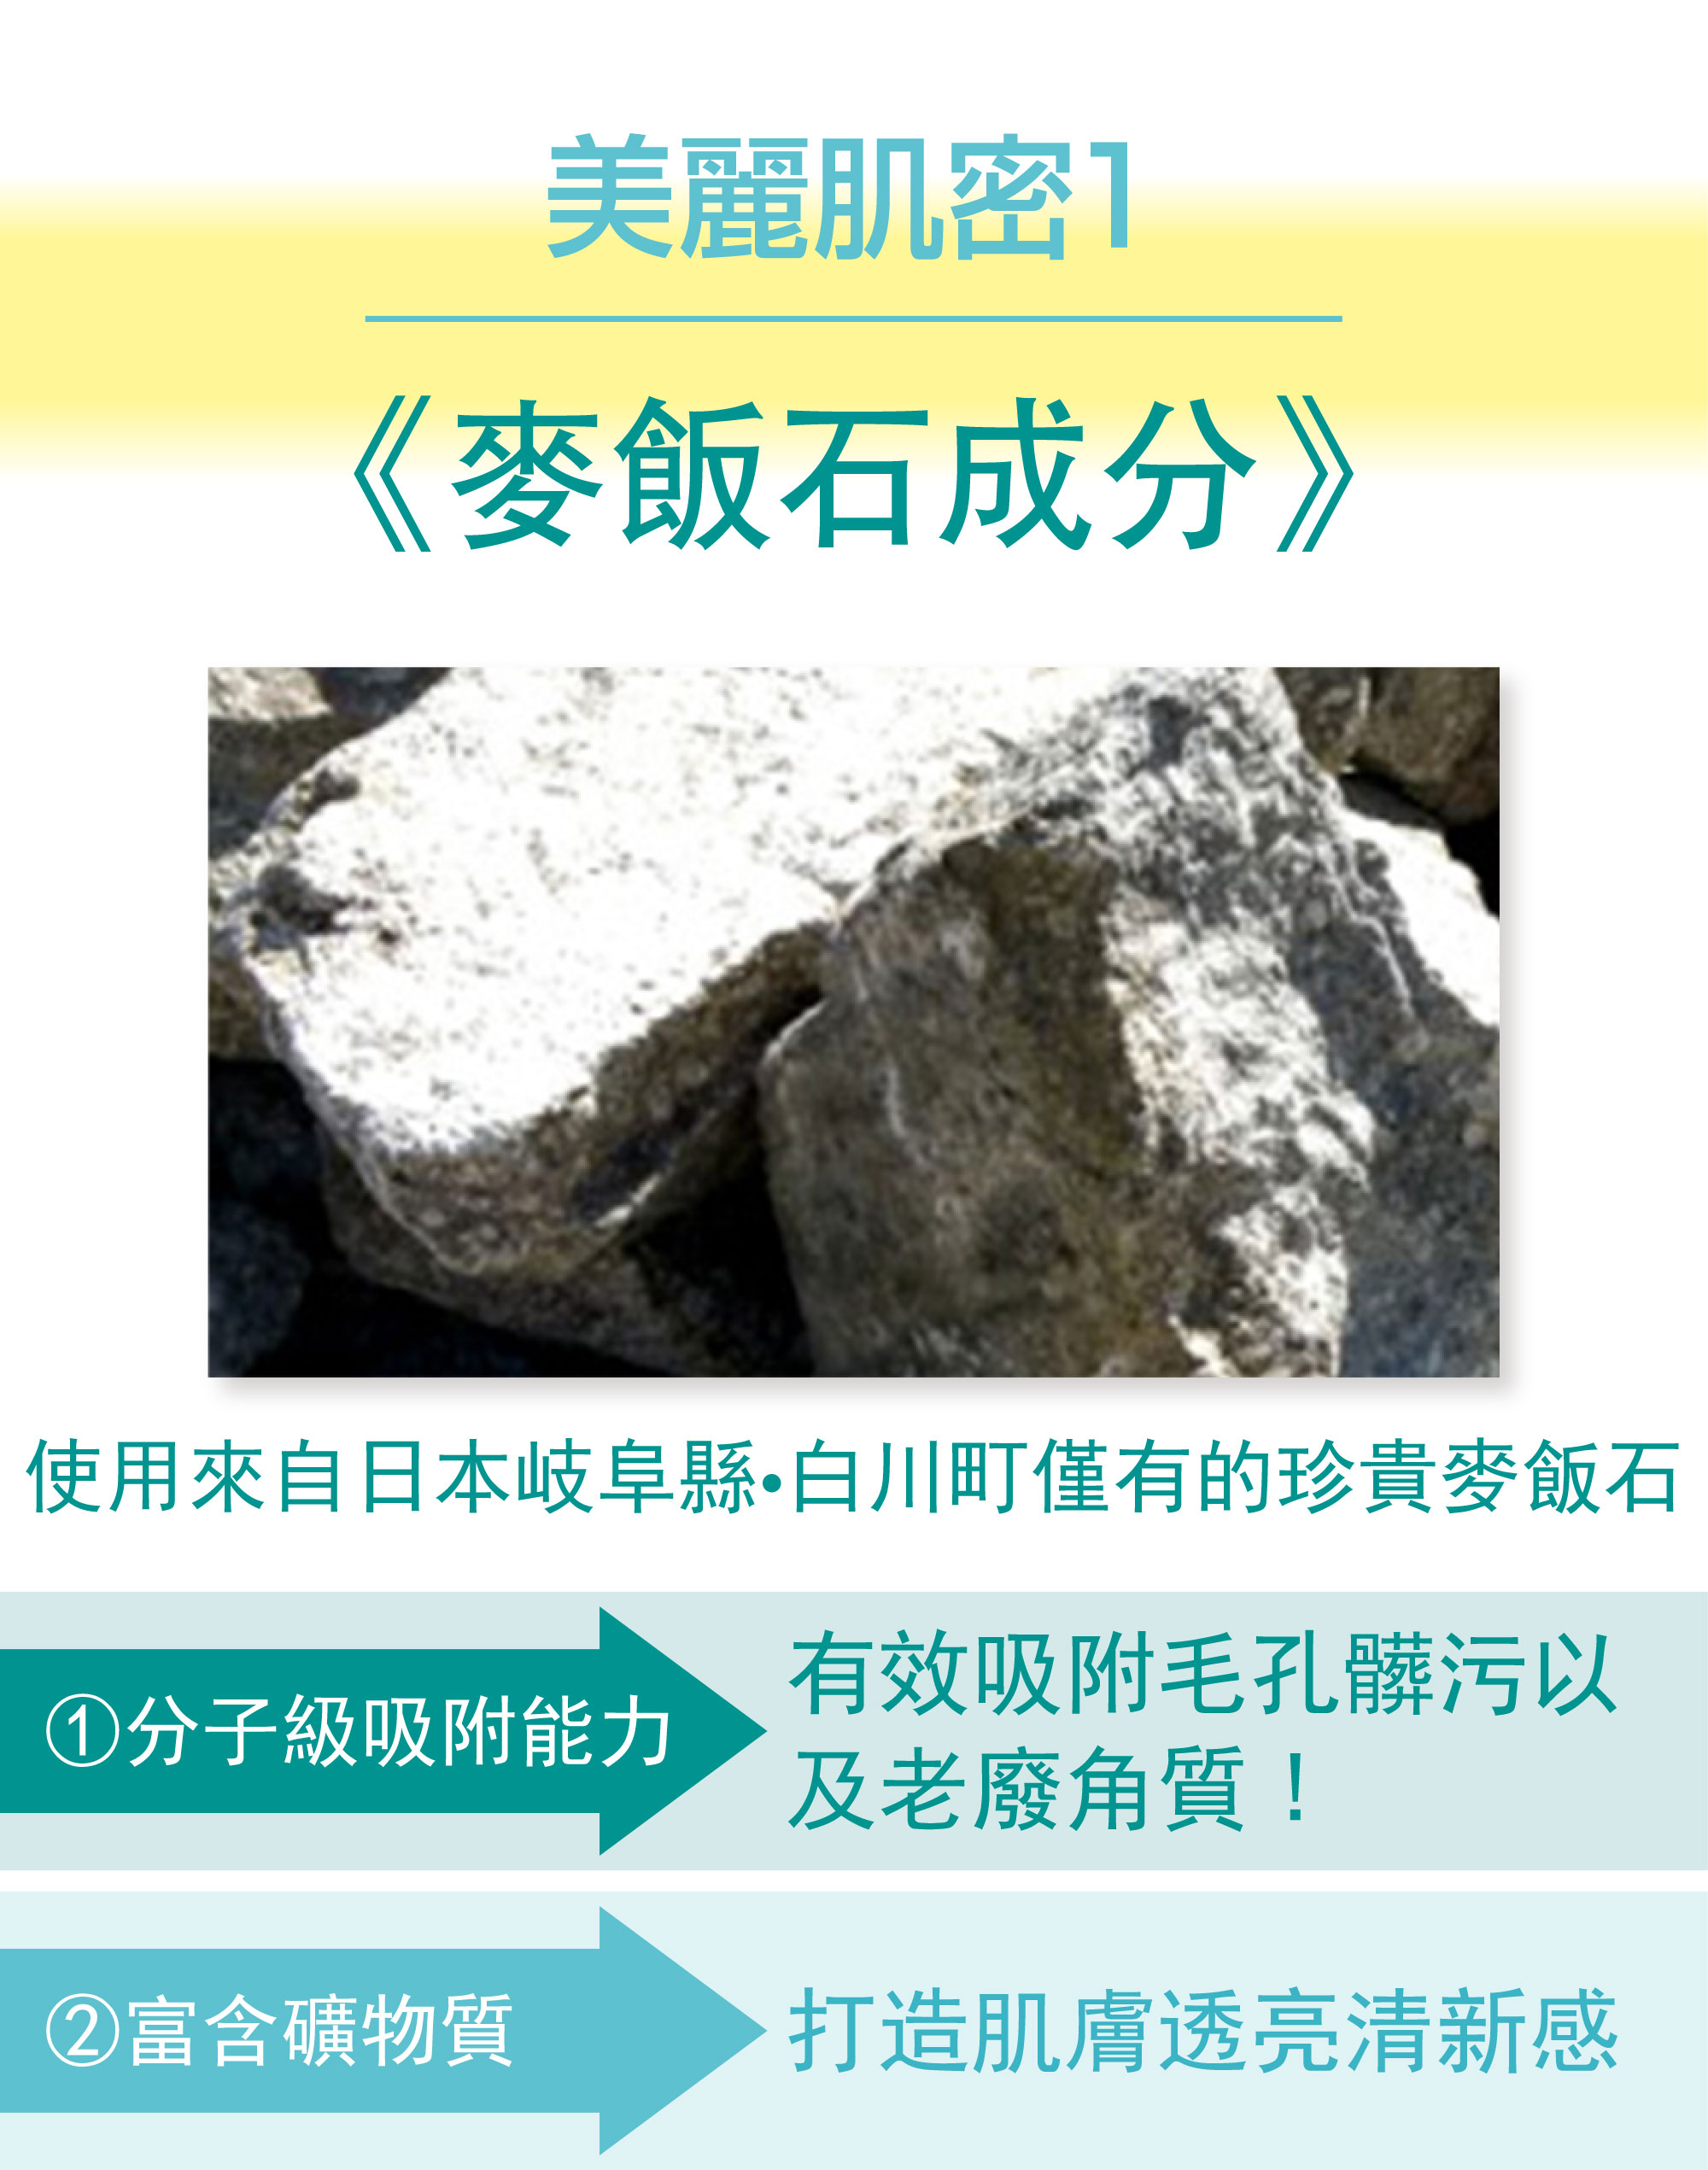 美麗肌密1
《麥飯石成分》
使用來自日本岐阜縣•白川町僅有的珍貴麥飯石
①分子級吸附能力
有效吸附毛孔髒污以
及老廢角質！
②富含礦物質
打造肌膚透亮清新感